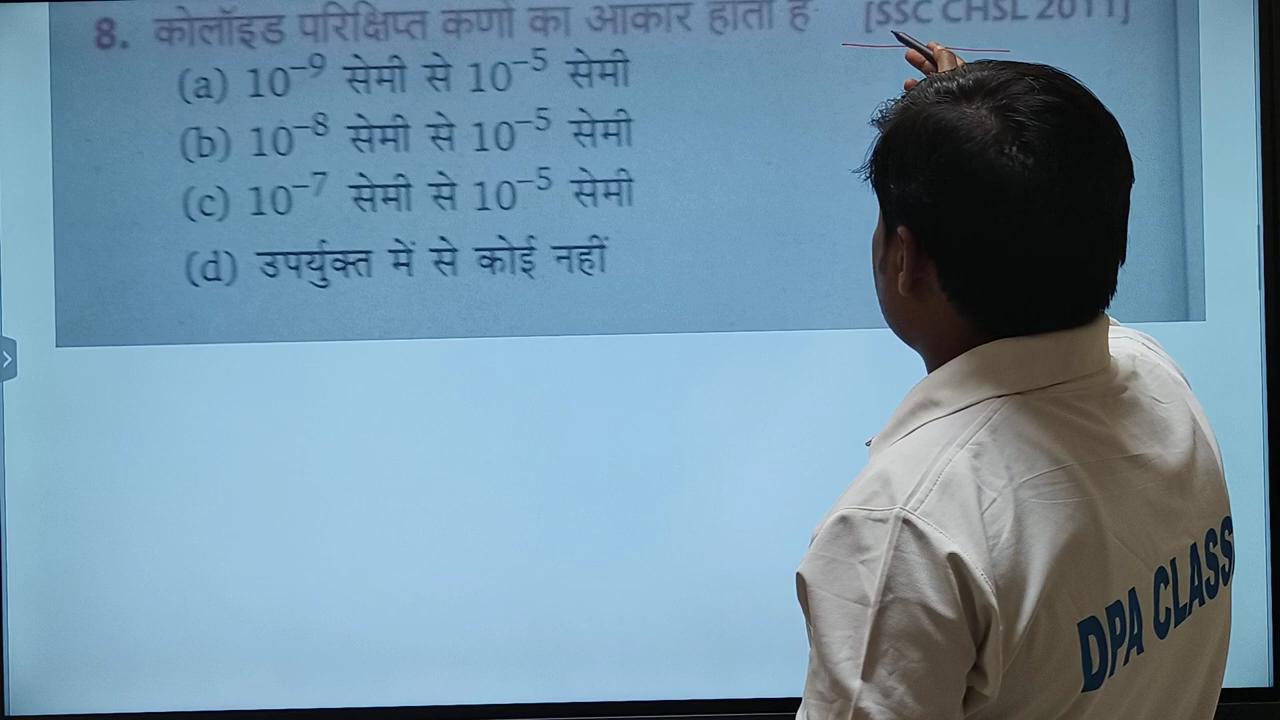 8. कोलॉइड परिक्षिप्त कणों का आकार होता है [SSC CHSL 2011]
(a) 10⁻⁹ सेमी से 10⁻⁵ सेमी
(b) 10⁻⁸ सेमी से 10⁻⁵ सेमी
(c) 10⁻⁷ सेमी से 10⁻⁵ सेमी
(d) उपर्युक्त में से कोई नहीं
DPA CLASS